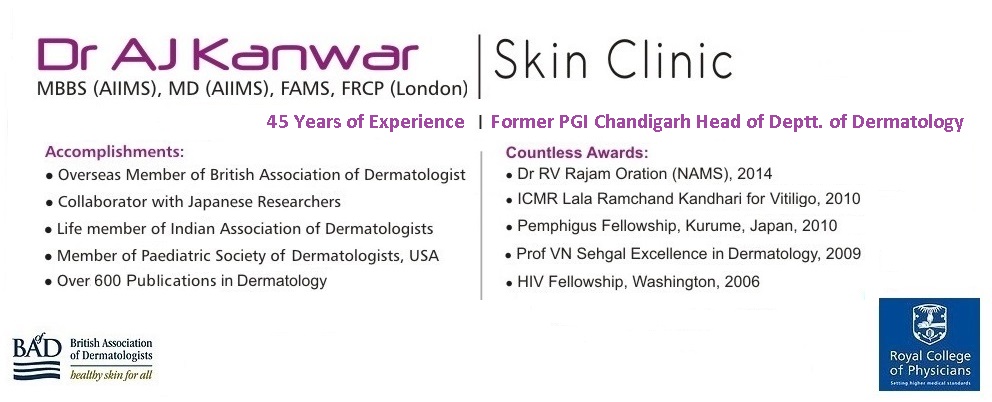 Dr AJ Kanwar | Skin Clinic
MBBS (AIIMS), MD (AIIMS), FAMS, FRCP (London)
45 Years of Experience | Former PGI Chandigarh Head of Deptt. of Dermatology
Accomplishments:
• Overseas Member of British Association of Dermatologist
• Collaborator with Japanese Researchers
• Life member of Indian Association of Dermatologists
• Member of Paediatric Society of Dermatologists, USA
• Over 600 Publications in Dermatology
Countless Awards:
• Dr RV Rajam Oration (NAMS), 2014
• ICMR Lala Ramchand Kandhari for Vitiligo, 2010
• Pemphigus Fellowship, Kurume, Japan, 2010
• Prof VN Sehgal Excellence in Dermatology, 2009
• HIV Fellowship, Washington, 2006
BAD
of
British Association
of Dermatologists
healthy skin for all
Royal College
of Physicians
Setting higher medical standards